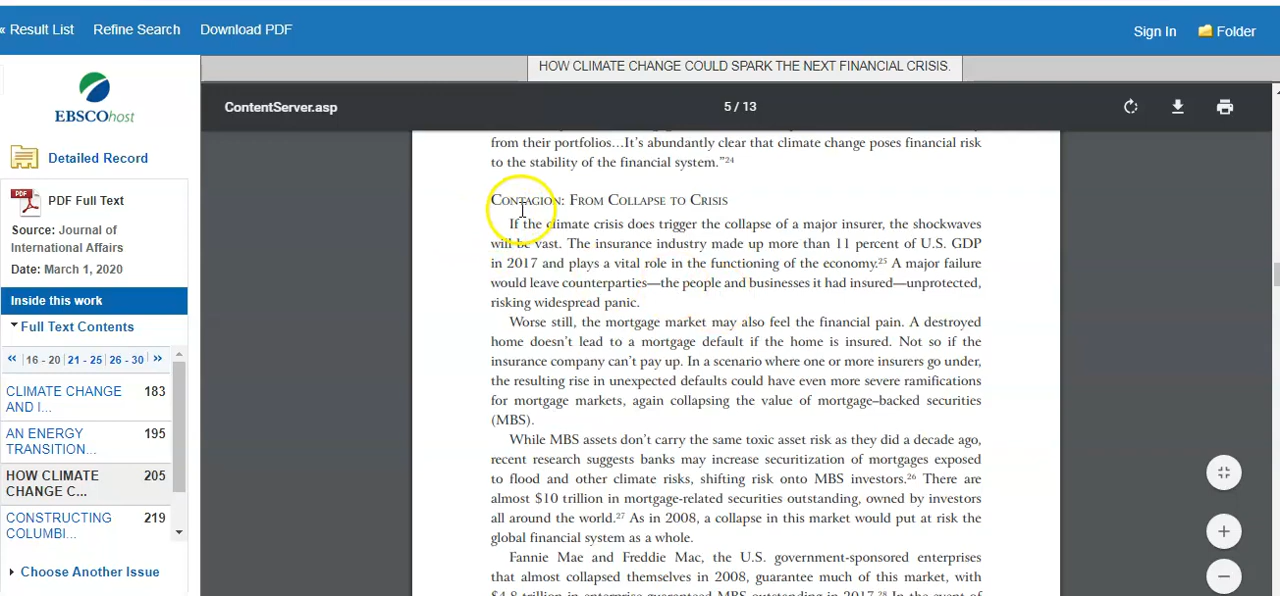 « Result List Refine Search Download PDF Sign In Folder
HOW CLIMATE CHANGE COULD SPARK THE NEXT FINANCIAL CRISIS.
EBSCOhost
Detailed Record
PDF PDF Full Text
Source: Journal of
International Affairs
Date: March 1, 2020
Inside this work
Full Text Contents
« 16 - 20 21 - 25 26 - 30 »
CLIMATE CHANGE 183
AND I...
AN ENERGY 195
TRANSITION...
HOW CLIMATE 205
CHANGE C...
CONSTRUCTING 219
COLUMBI...
Choose Another Issue
ContentServer.asp 5 / 13
from their portfolios…It's abundantly clear that climate change poses financial risk
to the stability of the financial system."24
CONTAGION: FROM COLLAPSE TO CRISIS
If the climate crisis does trigger the collapse of a major insurer, the shockwaves
will be vast. The insurance industry made up more than 11 percent of U.S. GDP
in 2017 and plays a vital role in the functioning of the economy.25 A major failure
would leave counterparties—the people and businesses it had insured—unprotected,
risking widespread panic.
Worse still, the mortgage market may also feel the financial pain. A destroyed
home doesn't lead to a mortgage default if the home is insured. Not so if the
insurance company can't pay up. In a scenario where one or more insurers go under,
the resulting rise in unexpected defaults could have even more severe ramifications
for mortgage markets, again collapsing the value of mortgage–backed securities
(MBS).
While MBS assets don't carry the same toxic asset risk as they did a decade ago,
recent research suggests banks may increase securitization of mortgages exposed
to flood and other climate risks, shifting risk onto MBS investors.26 There are
almost $10 trillion in mortgage-related securities outstanding, owned by investors
all around the world.27 As in 2008, a collapse in this market would put at risk the
global financial system as a whole.
Fannie Mae and Freddie Mac, the U.S. government-sponsored enterprises
that almost collapsed themselves in 2008, guarantee much of this market, with
$4.8 trillion in enterprise guaranteed MBS outstanding in 2017.28 In the event of